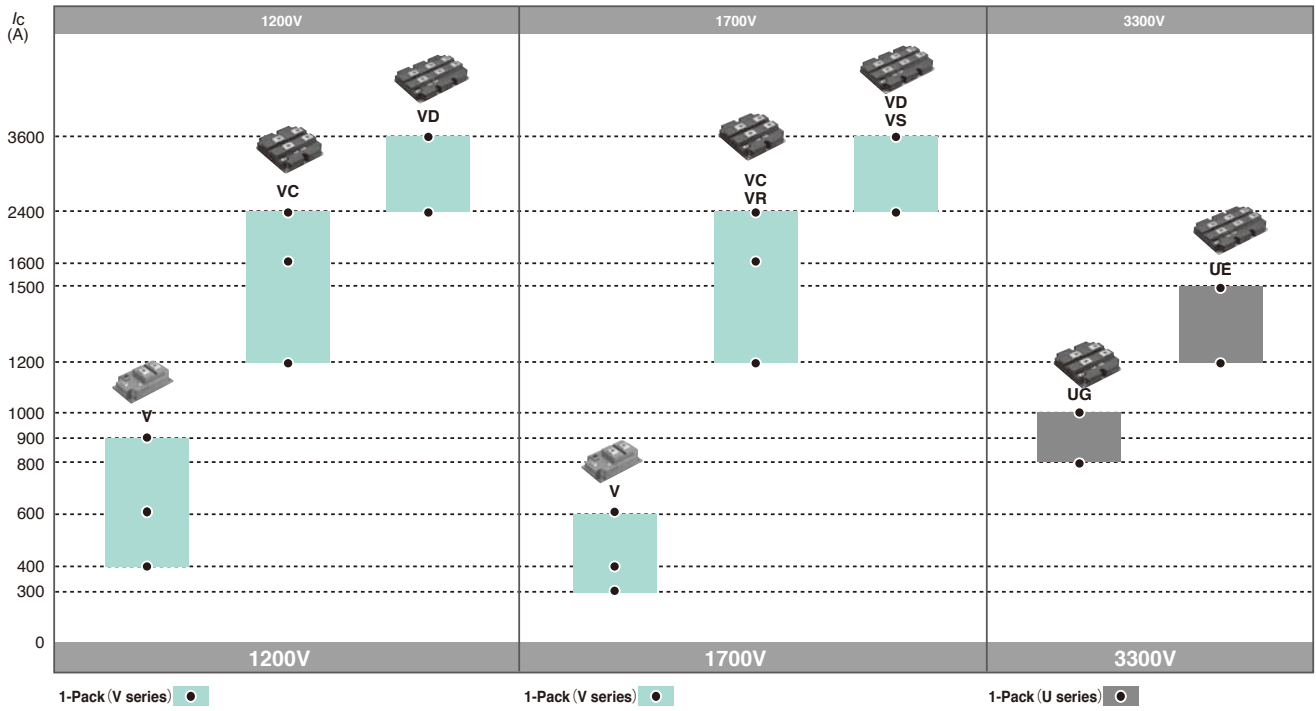 IC
(A)
1200V 1700V 3300V
VD
VD
VS
3600
VC
VC
VR
2400
UE
1600
1500
1200
V
UG
1000
900
800
V
600
400
300
0
1200V 1700V 3300V
1-Pack (V series) 1-Pack (V series) 1-Pack (U series)